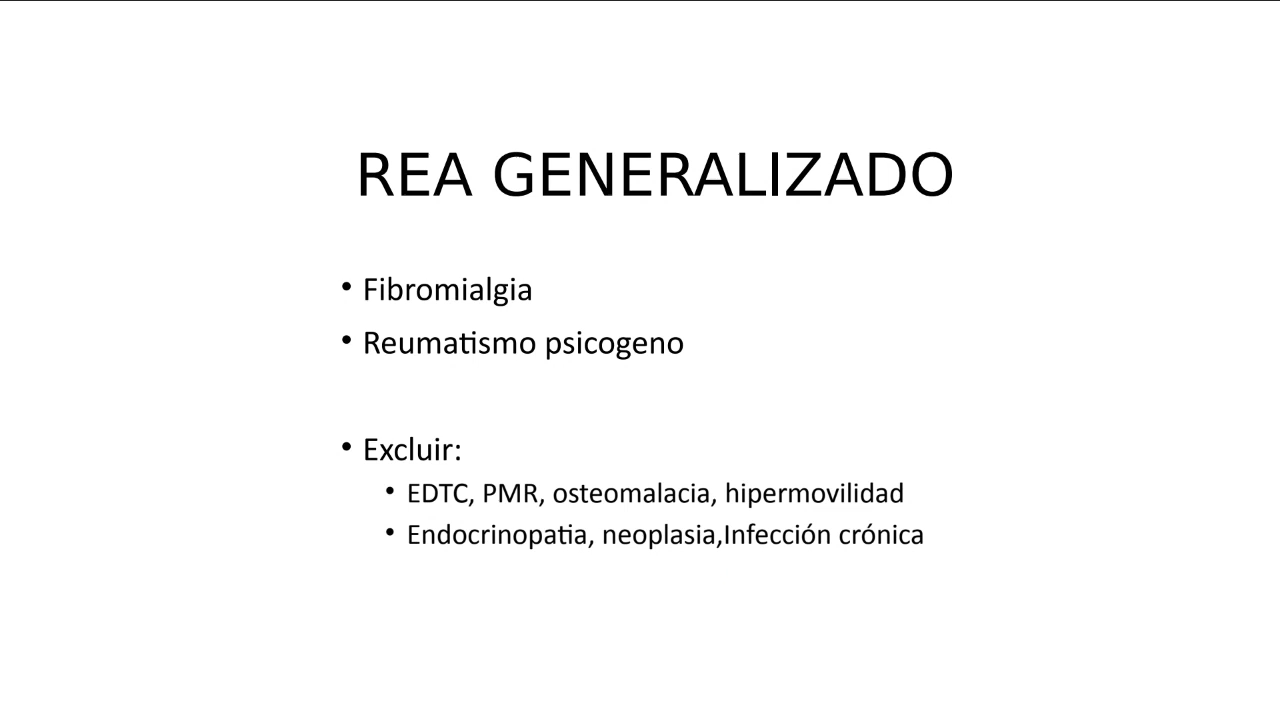 REA GENERALIZADO
• Fibromialgia
• Reumatismo psicogeno
• Excluir:
• EDTC, PMR, osteomalacia, hipermovilidad
• Endocrinopatia, neoplasia,Infección crónica